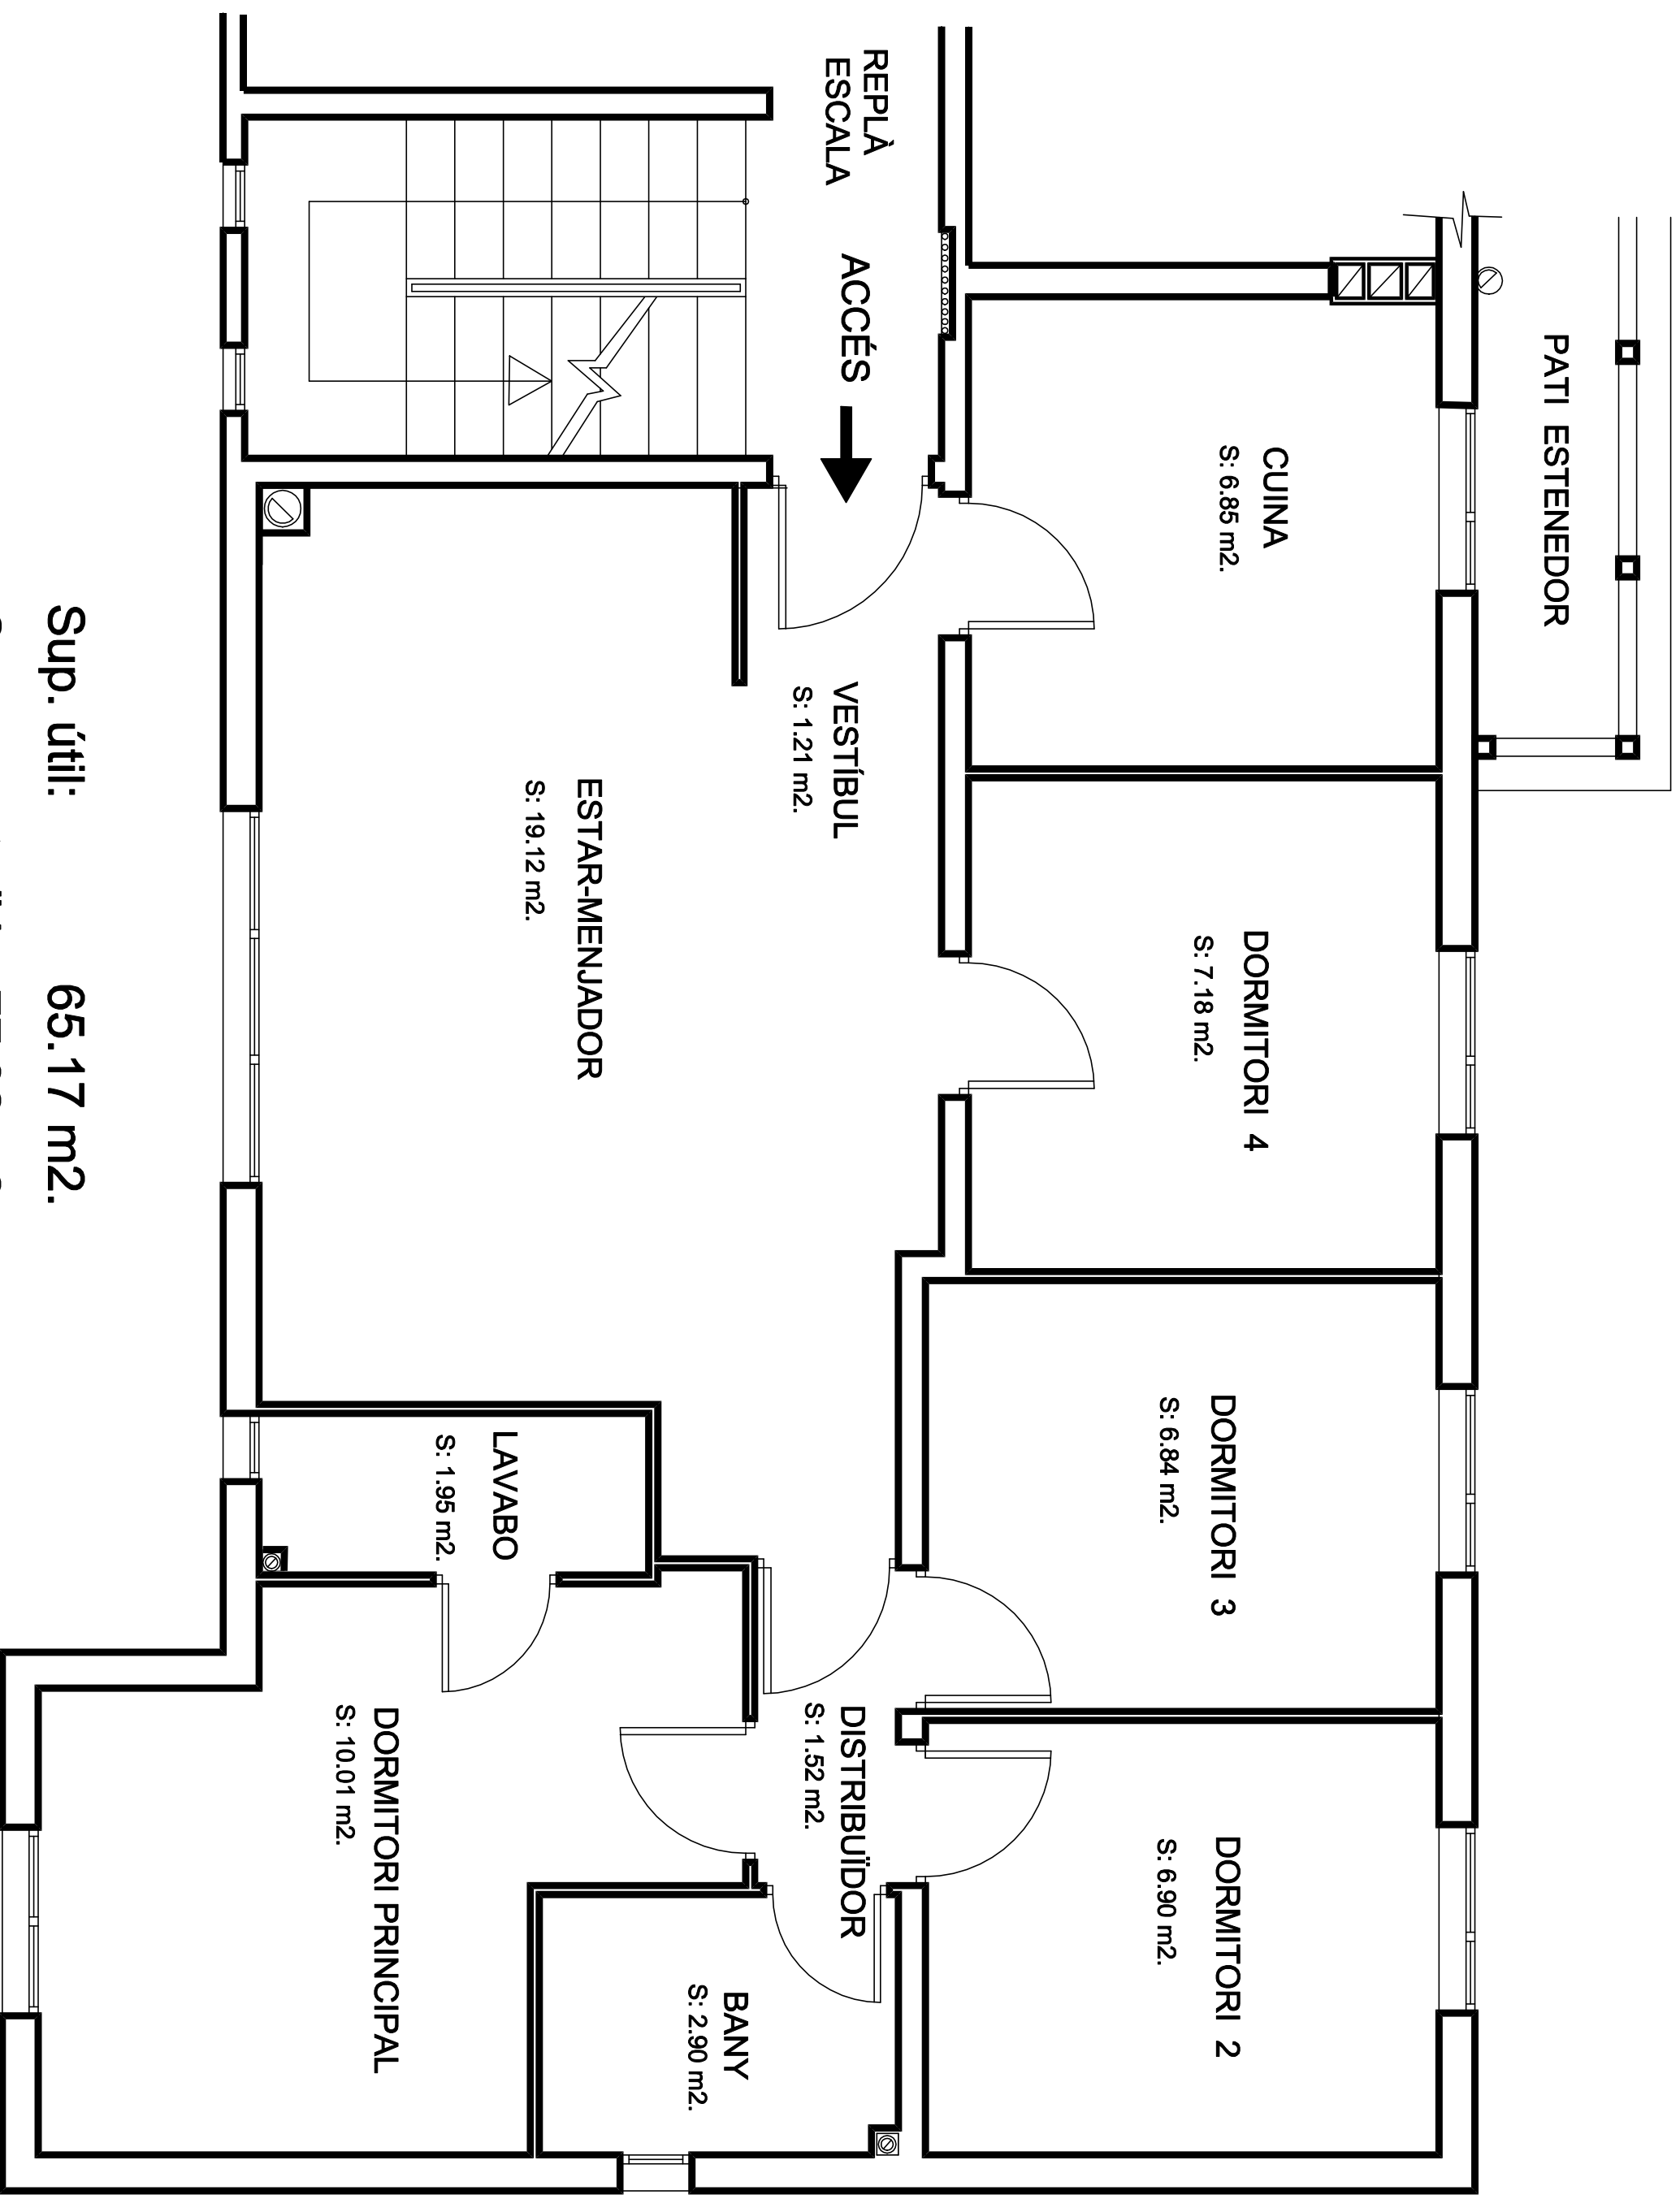 PATI ESTENEDOR
REPLÀ
ESCALA
ACCÉS
CUINA
S: 6.85 m2.
DORMITORI 4
S: 7.18 m2.
DORMITORI 3
S: 6.84 m2.
DORMITORI 2
S: 6.90 m2.
VESTÍBUL
S: 1.21 m2.
DISTRIBUÏDOR
S: 1.52 m2.
ESTAR-MENJADOR
S: 19.12 m2.
LAVABO
S: 1.95 m2.
BANY
S: 2.90 m2.
DORMITORI PRINCIPAL
S: 10.01 m2.
Sup. útil: 65.17 m2.